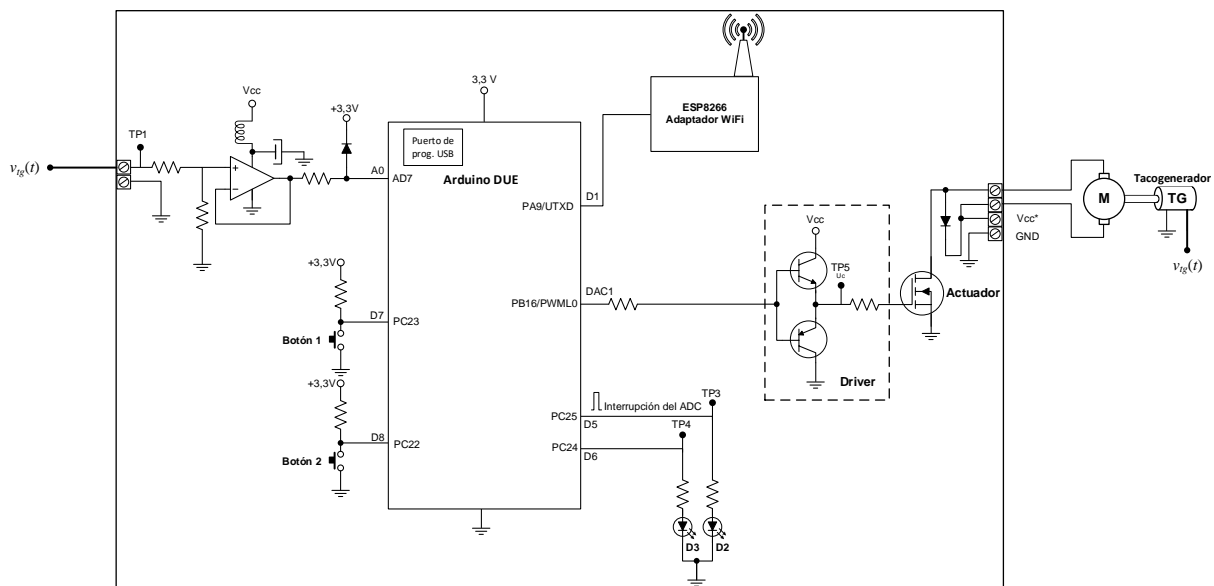 3,3 V
ESP8266
Adaptador WiFi
Vcc
+3,3V
TP1
v_tg(t)
A0
AD7
Puerto de
prog. USB
Arduino DUE
D1
PA9/UTXD
Tacogenerador
M
TG
Vcc*
GND
v_tg(t)
Vcc
TP5
Uc
DAC1
PB16/PWML0
Actuador
Driver
+3,3V
D7
PC23
Botón 1
+3,3V
D8
PC22
Botón 2
TP3
Interrupción del ADC
PC25
D5
TP4
PC24
D6
D3
D2